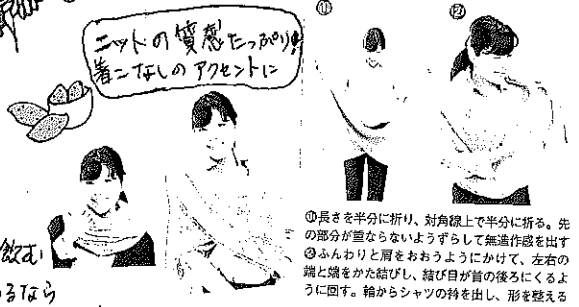 ニットの質感たっぷり!
着こなしのアクセントに
⑪
⑫
飲む
るなら
⑪長さを半分に折り、対角線上で半分に折る。先
の部分が重ならないようずらして無造作感を出す
⑫ふんわりと肩をおおうようにかけて、左右の
端と端をかた結びし、結び目が首の後ろにくるよ
うに回す。輪からシャツの衿を出し、形を整える